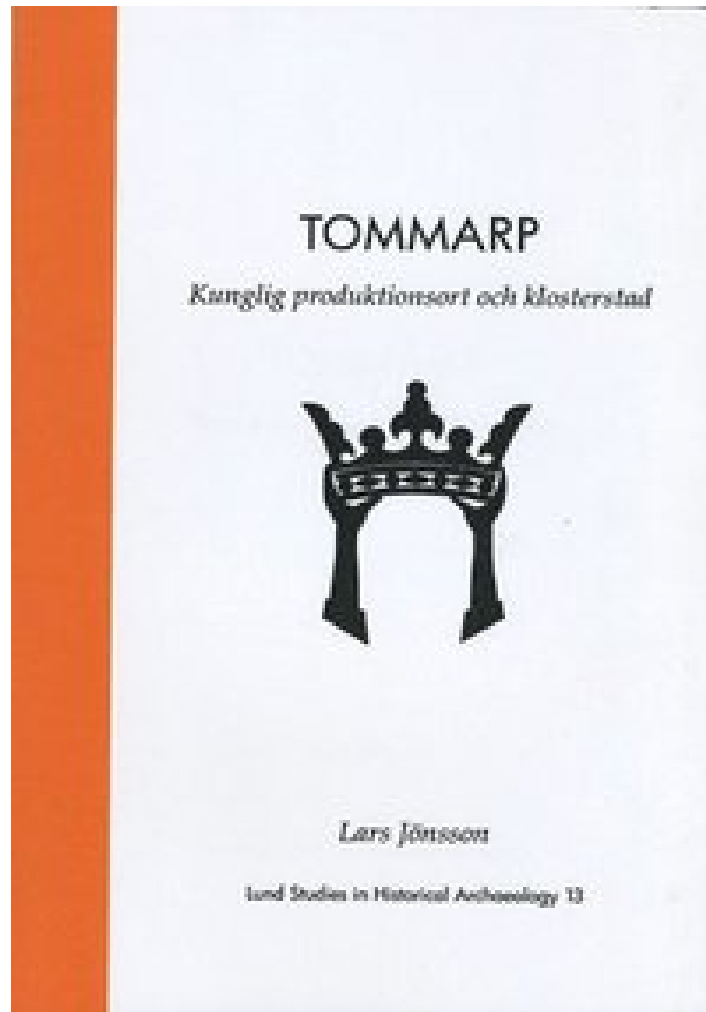 TOMMARP
Kunglig produktionsort och klosterstad
Lars Jönsson
Lund Studies in Historical Archaeology 13